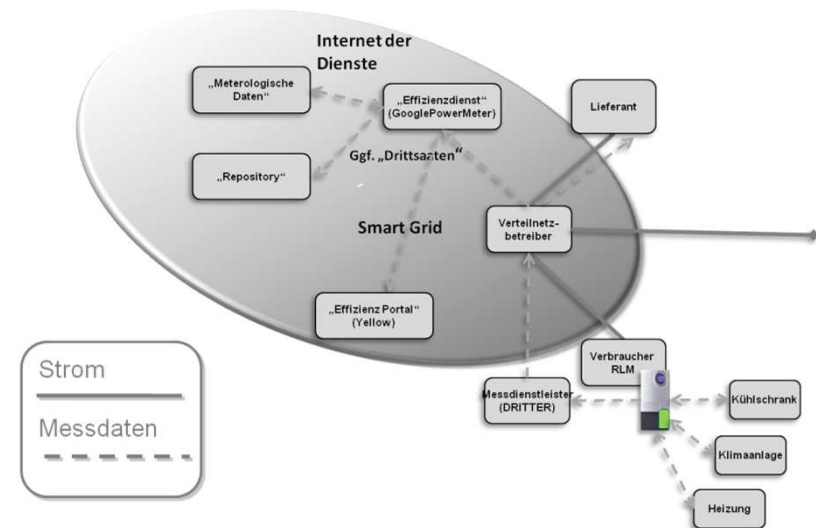 Internet der
Dienste
„Meterologische
Daten“
„Effizienzdienst“
(GooglePowerMeter)
Lieferant
Ggf. „Drittsaaten“
„Repository“
Smart Grid
Verteilnetz-
betreiber
„Effizienz Portal“
(Yellow)
Verbraucher
RLM
Messdienstleister
(DRITTER)
Kühlschrank
Klimaanlage
Heizung
Strom
Messdaten